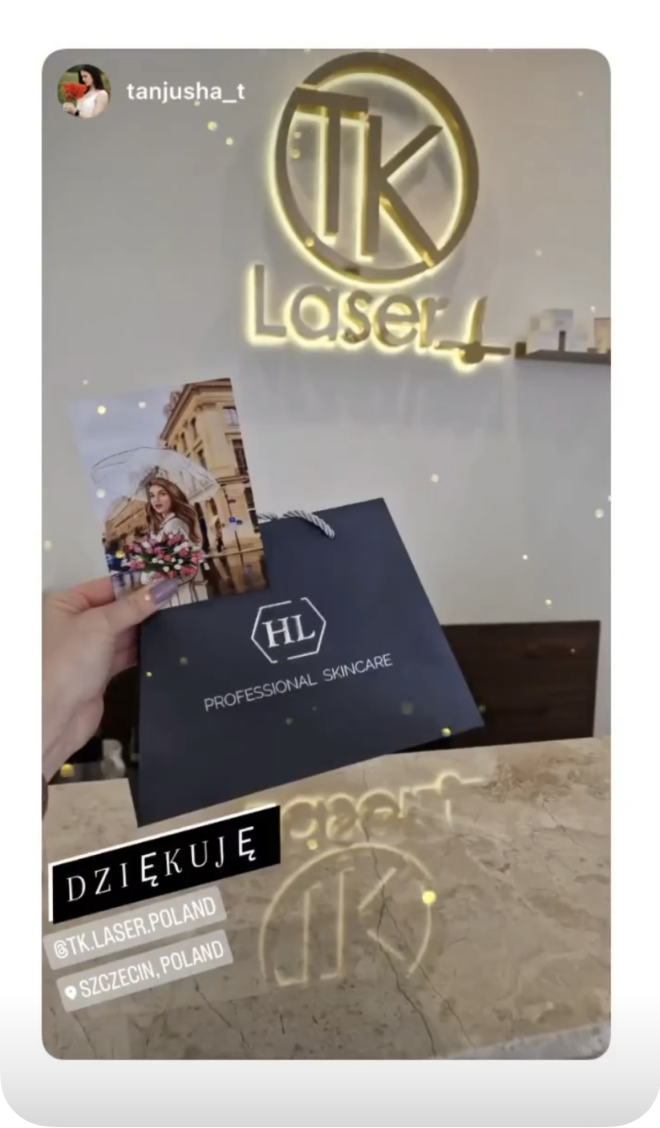 tanjusha_t
TK
Laser
HL
PROFESSIONAL SKINCARE
DZIĘKUJĘ
@TK.LASER.POLAND
SZCZECIN, POLAND